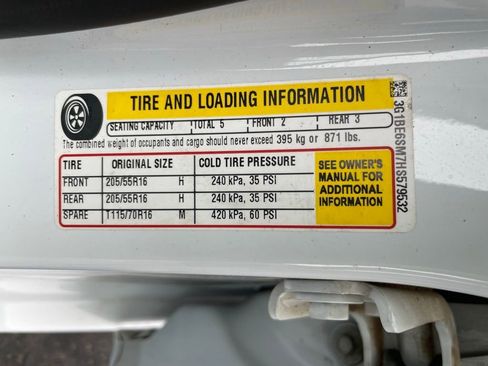 TIRE AND LOADING INFORMATION
SEATING CAPACITY TOTAL 5 FRONT 2 REAR 3
The combined weight of occupants and cargo should never exceed 395 kg or 871 lbs.
TIRE ORIGINAL SIZE COLD TIRE PRESSURE
FRONT 205/55R16 H 240 kPa, 35 PSI
REAR 205/55R16 H 240 kPa, 35 PSI
SPARE T115/70R16 M 420 kPa, 60 PSI
SEE OWNER'S
MANUAL FOR
ADDITIONAL
INFORMATION
3G1BE6SM7HS579532